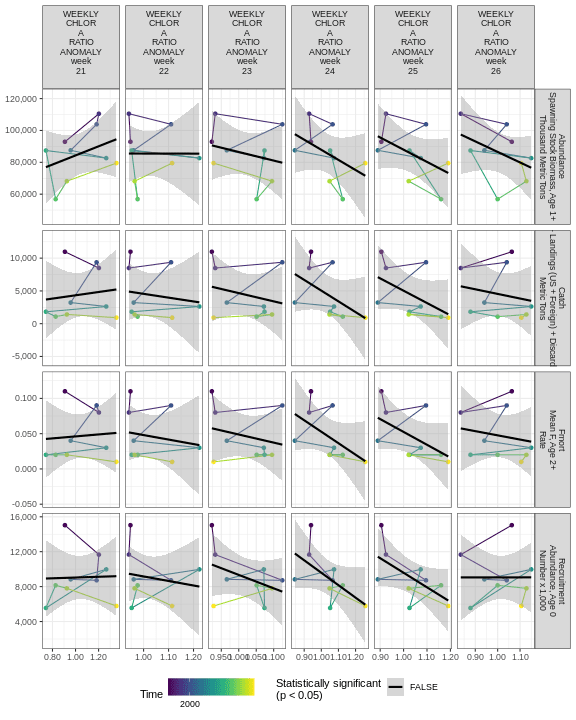 WEEKLY
CHLOR
A
RATIO
ANOMALY
week
21
WEEKLY
CHLOR
A
RATIO
ANOMALY
week
22
WEEKLY
CHLOR
A
RATIO
ANOMALY
week
23
WEEKLY
CHLOR
A
RATIO
ANOMALY
week
24
WEEKLY
CHLOR
A
RATIO
ANOMALY
week
25
WEEKLY
CHLOR
A
RATIO
ANOMALY
week
26
120,000
100,000
80,000
60,000
Abundance
Spawning Stock Biomass, Age 1+
Thousand Metric Tons
10,000
5,000
0
-5,000
Catch
Landings (US + Foreign) + Discard
Metric Tons
0.100
0.050
0.000
-0.050
Fmort
Mean F, Age 2+
Rate
16,000
12,000
8,000
4,000
Recruitment
Abundance, Age 0
Number x 1,000
0.80 1.00 1.20
1.00 1.20
0.950 1.000 1.050 1.100
0.90 1.00 1.10 1.20
0.90 1.00 1.10 1.20
0.90 1.00 1.10
Time
2000
Statistically significant
(p < 0.05)
FALSE